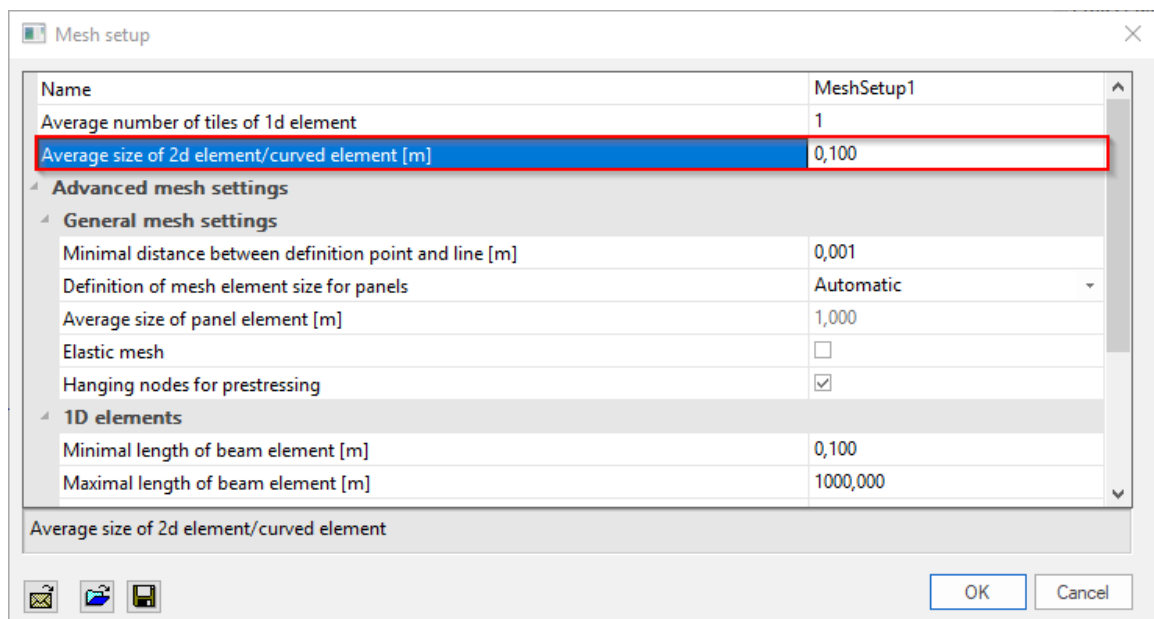 Mesh setup
Name MeshSetup1
Average number of tiles of 1d element 1
Average size of 2d element/curved element [m] 0,100
Advanced mesh settings
General mesh settings
Minimal distance between definition point and line [m] 0,001
Definition of mesh element size for panels Automatic
Average size of panel element [m] 1,000
Elastic mesh
Hanging nodes for prestressing
1D elements
Minimal length of beam element [m] 0,100
Maximal length of beam element [m] 1000,000
Average size of 2d element/curved element
OK Cancel